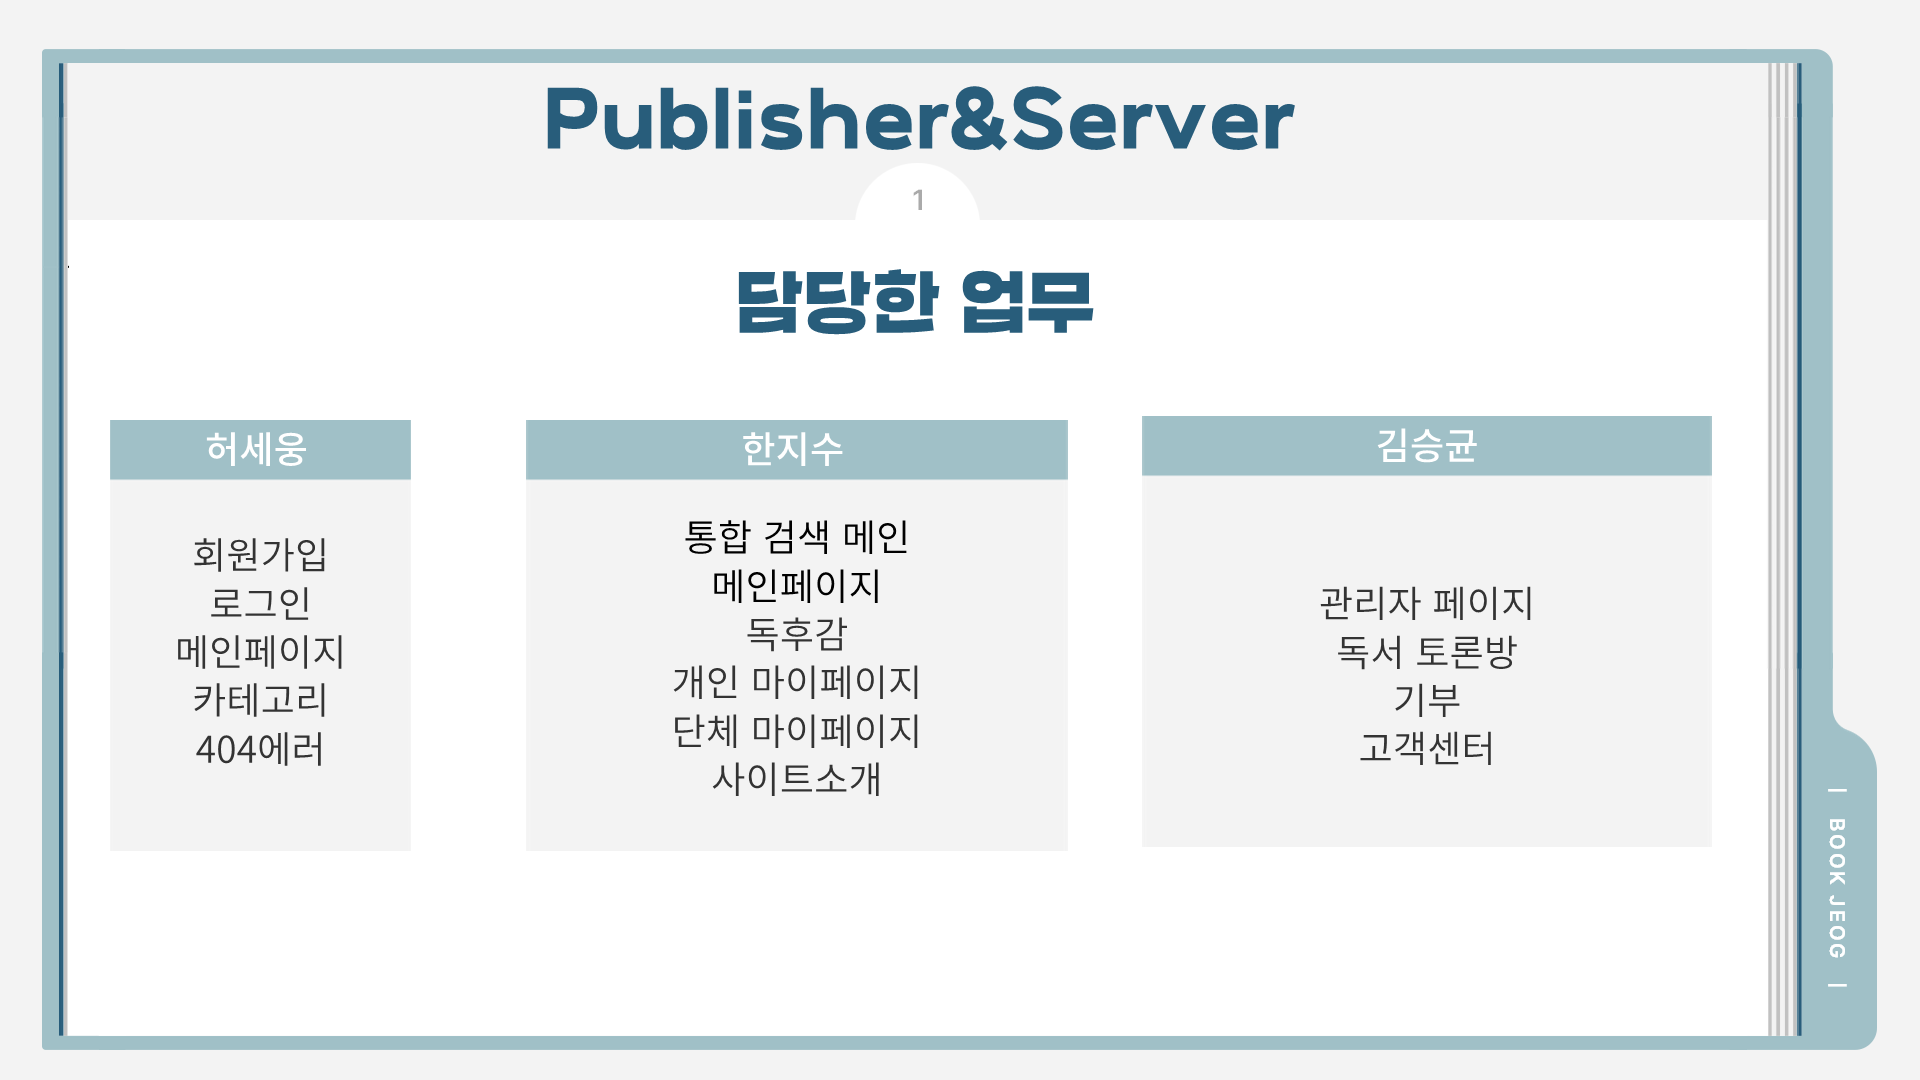 Publisher&Server
1
담당한 업무
허세웅
회원가입
로그인
메인페이지
카테고리
404에러
한지수
통합 검색 메인
메인페이지
독후감
개인 마이페이지
단체 마이페이지
사이트소개
김승균
관리자 페이지
독서 토론방
기부
고객센터
| BOOK JEOG |